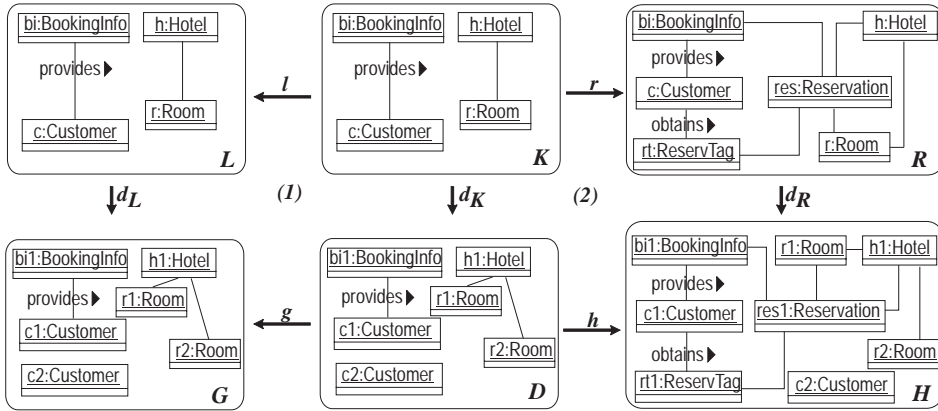 bi:BookingInfo
h:Hotel
provides
r:Room
c:Customer
L
l
bi:BookingInfo
h:Hotel
provides
r:Room
c:Customer
K
r
bi:BookingInfo
h:Hotel
provides
c:Customer
res:Reservation
obtains
rt:ReservTag
r:Room
R
dL
(1)
dK
(2)
dR
bi1:BookingInfo
h1:Hotel
provides
r1:Room
c1:Customer
r2:Room
c2:Customer
G
g
bi1:BookingInfo
h1:Hotel
provides
r1:Room
c1:Customer
r2:Room
c2:Customer
D
h
bi1:BookingInfo
r1:Room
h1:Hotel
provides
c1:Customer
res1:Reservation
obtains
r2:Room
rt1:ReservTag
c2:Customer
H